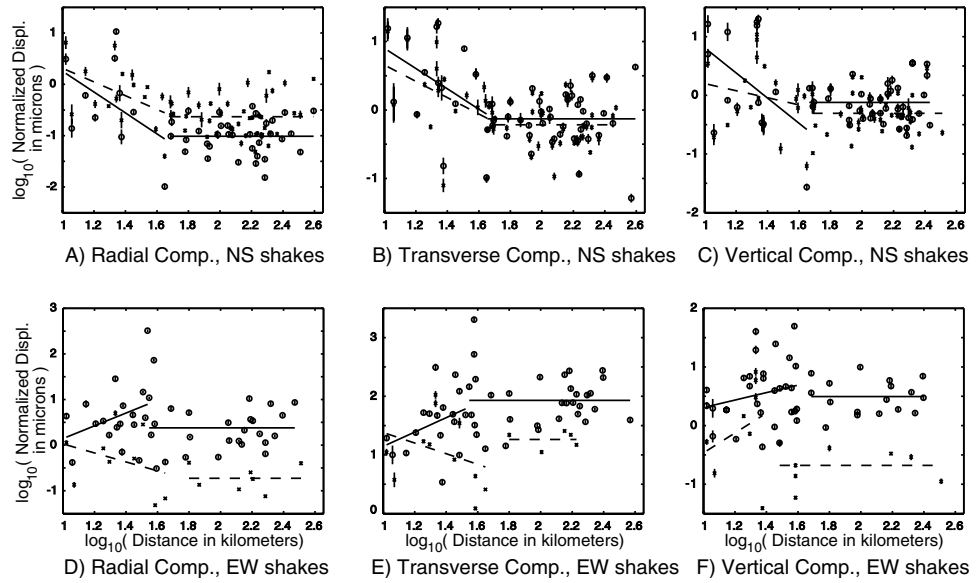 log10( Normalized Displ.
in microns )
1
0
-1
-2
1
0
-1
2
1
0
-1
-2
1 1.2 1.4 1.6 1.8 2 2.2 2.4 2.6
1 1.2 1.4 1.6 1.8 2 2.2 2.4 2.6
1 1.2 1.4 1.6 1.8 2 2.2 2.4 2.6
A) Radial Comp., NS shakes
B) Transverse Comp., NS shakes
C) Vertical Comp., NS shakes
log10( Normalized Displ.
in microns )
3
2
1
0
-1
3
2
1
0
2
1
0
-1
1 1.2 1.4 1.6 1.8 2 2.2 2.4 2.6
1 1.2 1.4 1.6 1.8 2 2.2 2.4 2.6
1 1.2 1.4 1.6 1.8 2 2.2 2.4 2.6
log10( Distance in kilometers)
log10( Distance in kilometers)
log10( Distance in kilometers)
D) Radial Comp., EW shakes
E) Transverse Comp., EW shakes
F) Vertical Comp., EW shakes